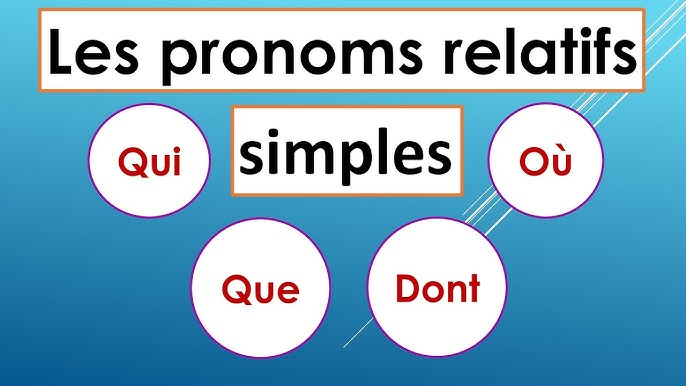 Les pronoms relatifs
simples
Qui
Où
Que
Dont